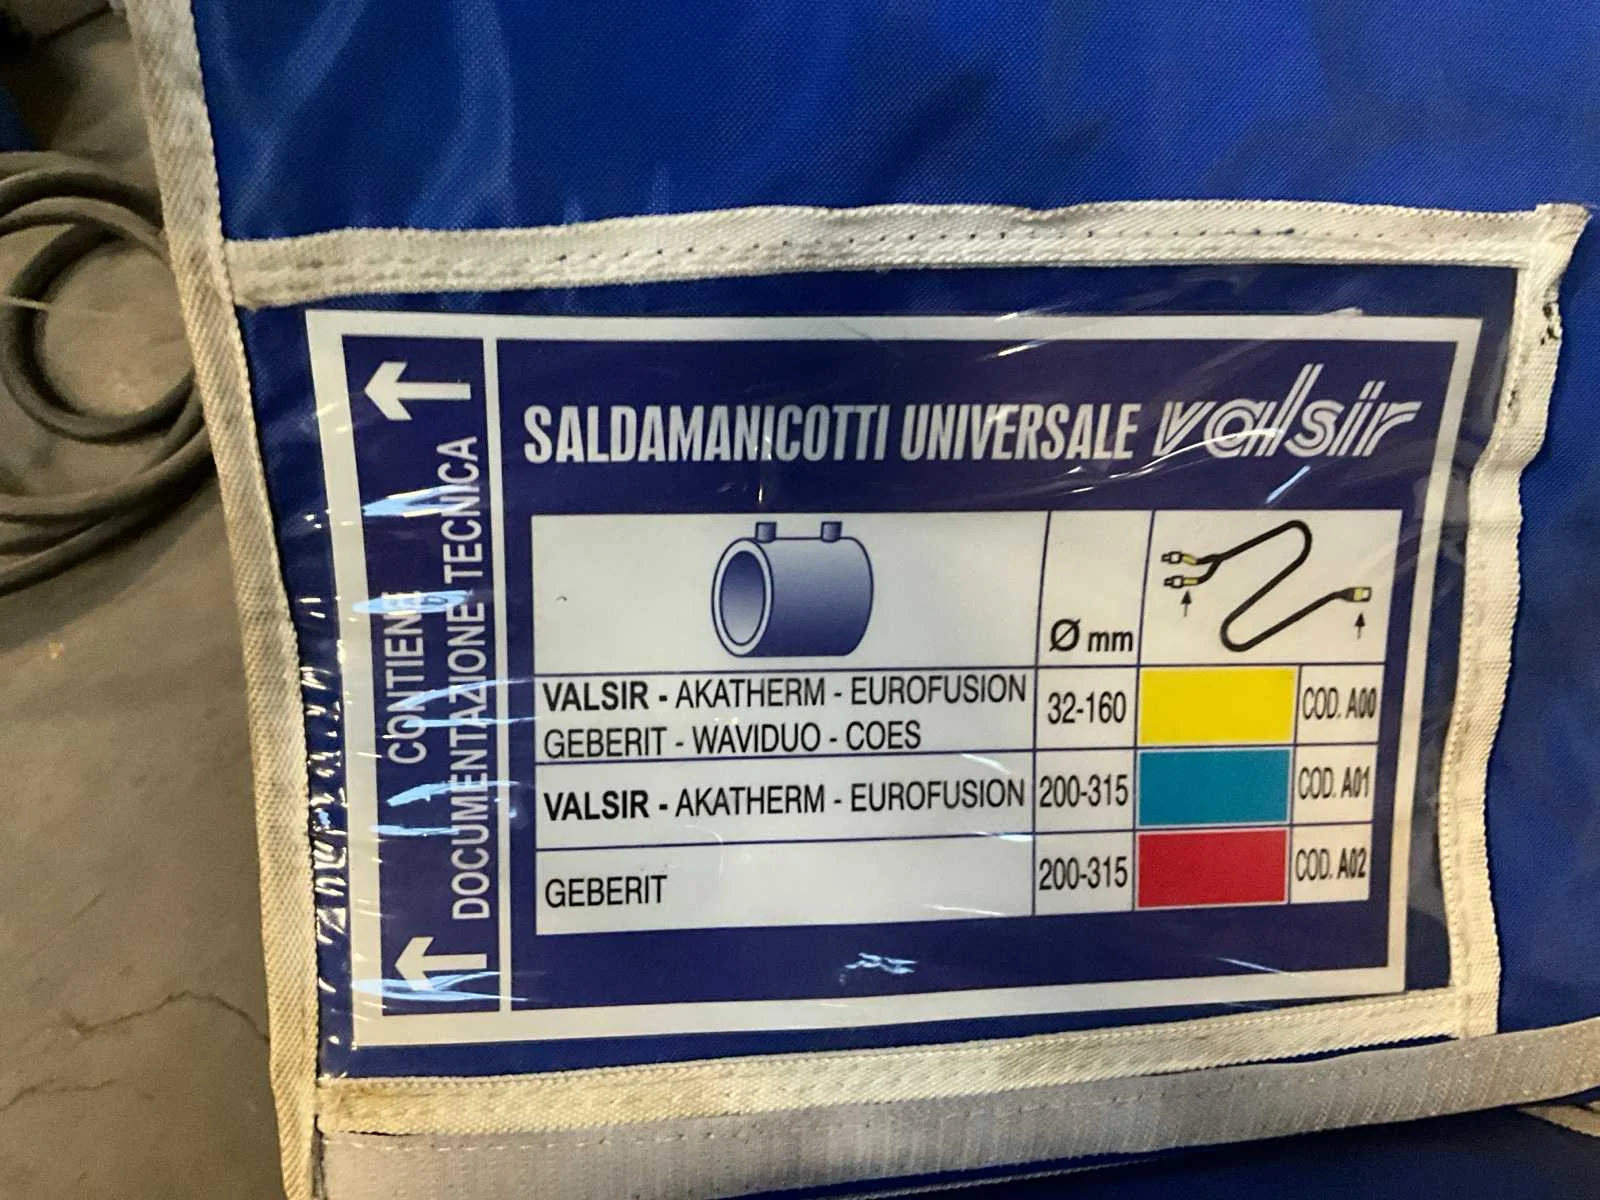 CONTIENE
DOCUMENTAZIONE TECNICA
SALDAMANICOTTI UNIVERSALE valsir
Ø mm
VALSIR - AKATHERM - EUROFUSION
GEBERIT - WAVIDUO - COES
32-160
COD. A00
VALSIR - AKATHERM - EUROFUSION
200-315
COD. A01
GEBERIT
200-315
COD. A02